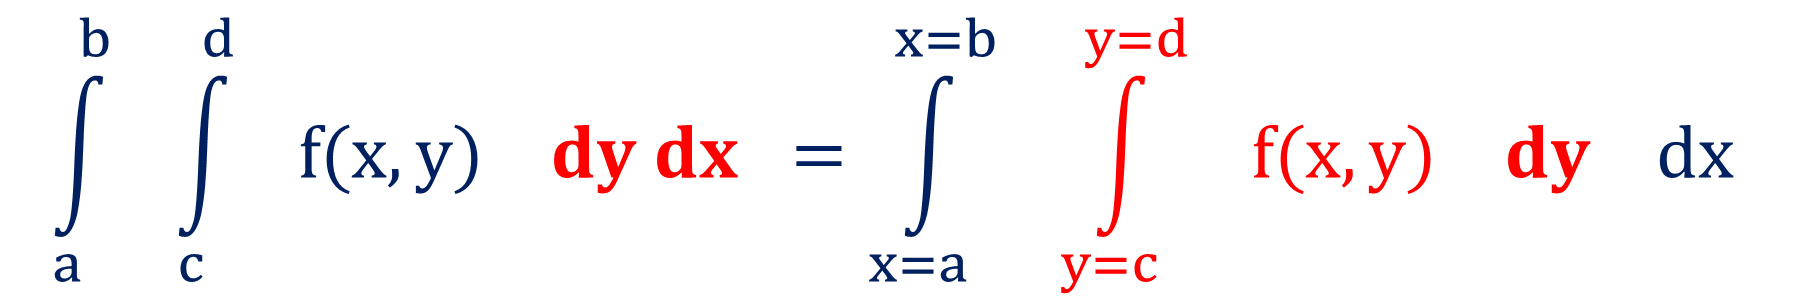 b d x=b y=d
∫ ∫ f(x, y) dy dx = ∫ ∫ f(x, y) dy dx
a c x=a y=c